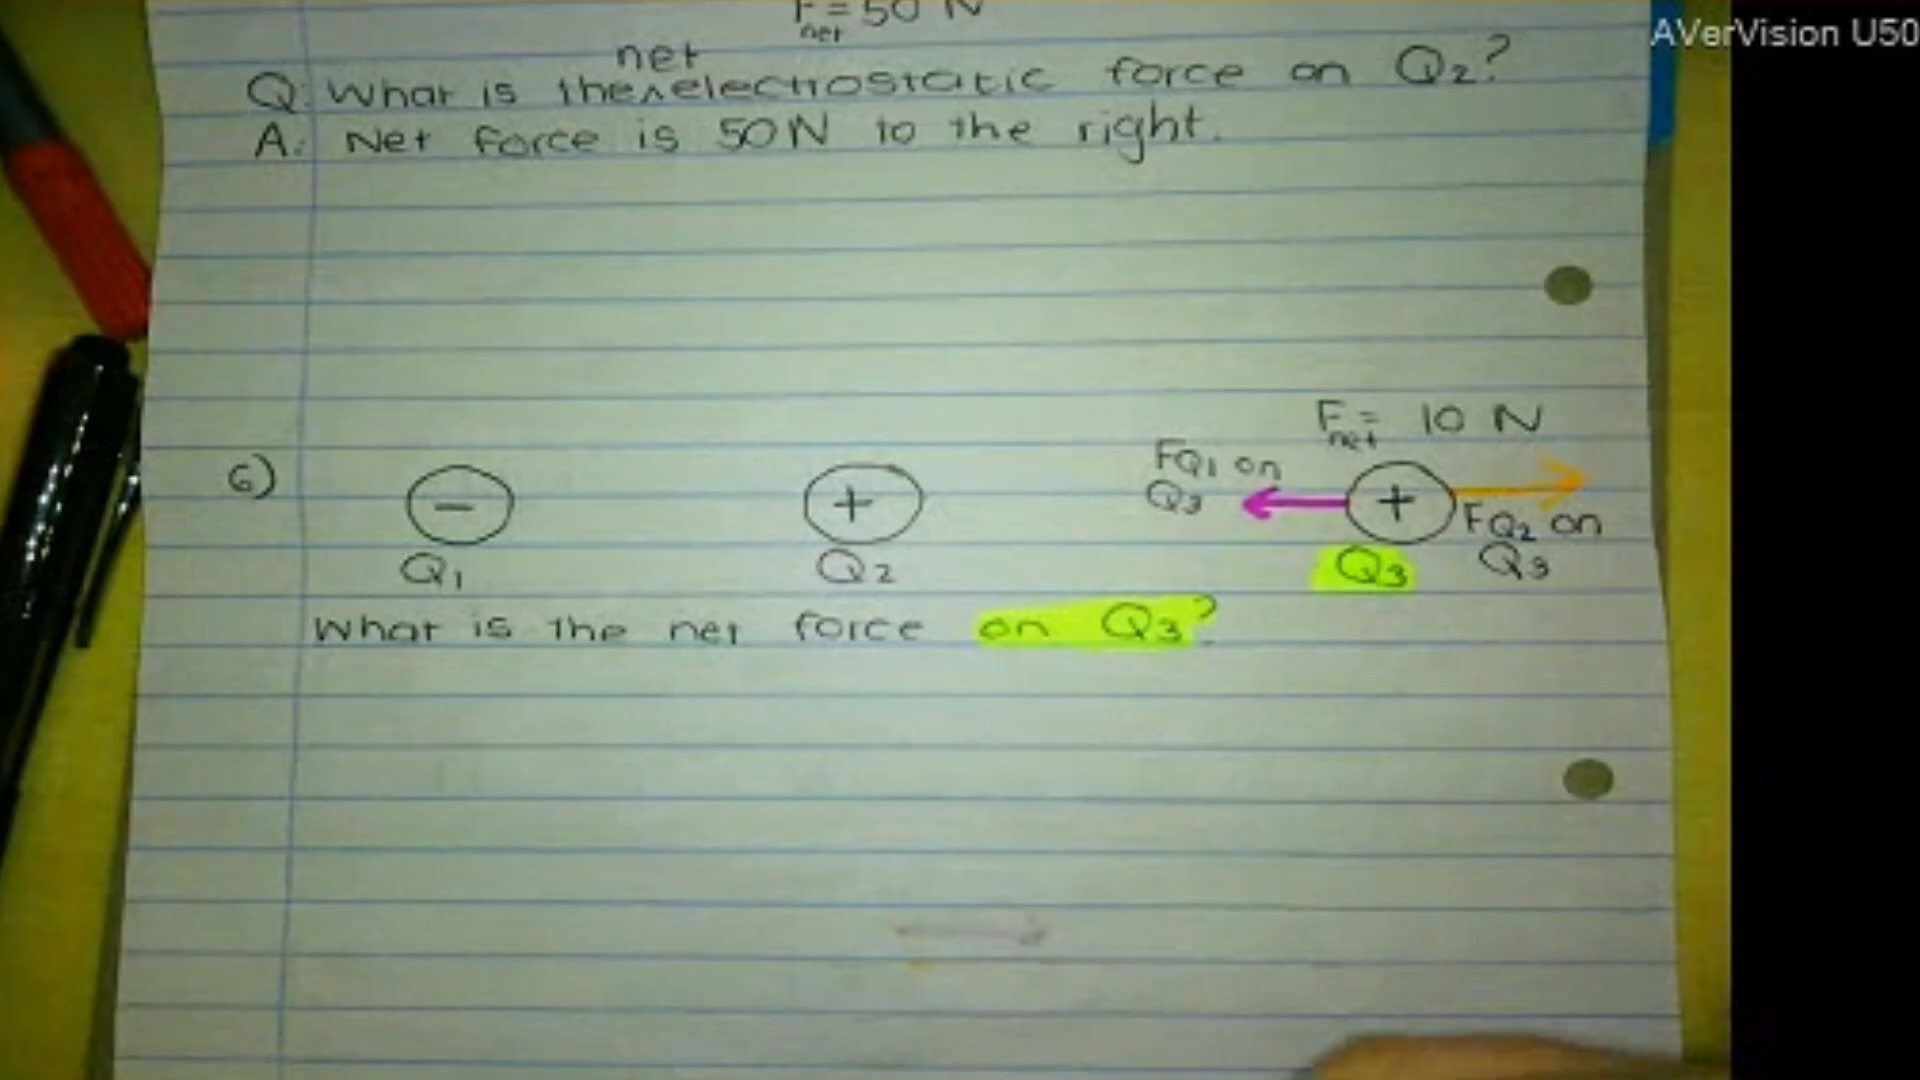 F = 50 N
net
net
Q: What is the ^ electrostatic force on Q2?
A: Net force is 50N to the right.
AVerVision U50
F = 10 N
net
6)
FQ1 on
Q3
-
+
+
FQ2 on
Q3
Q1
Q2
Q3
What is the net force on Q3?